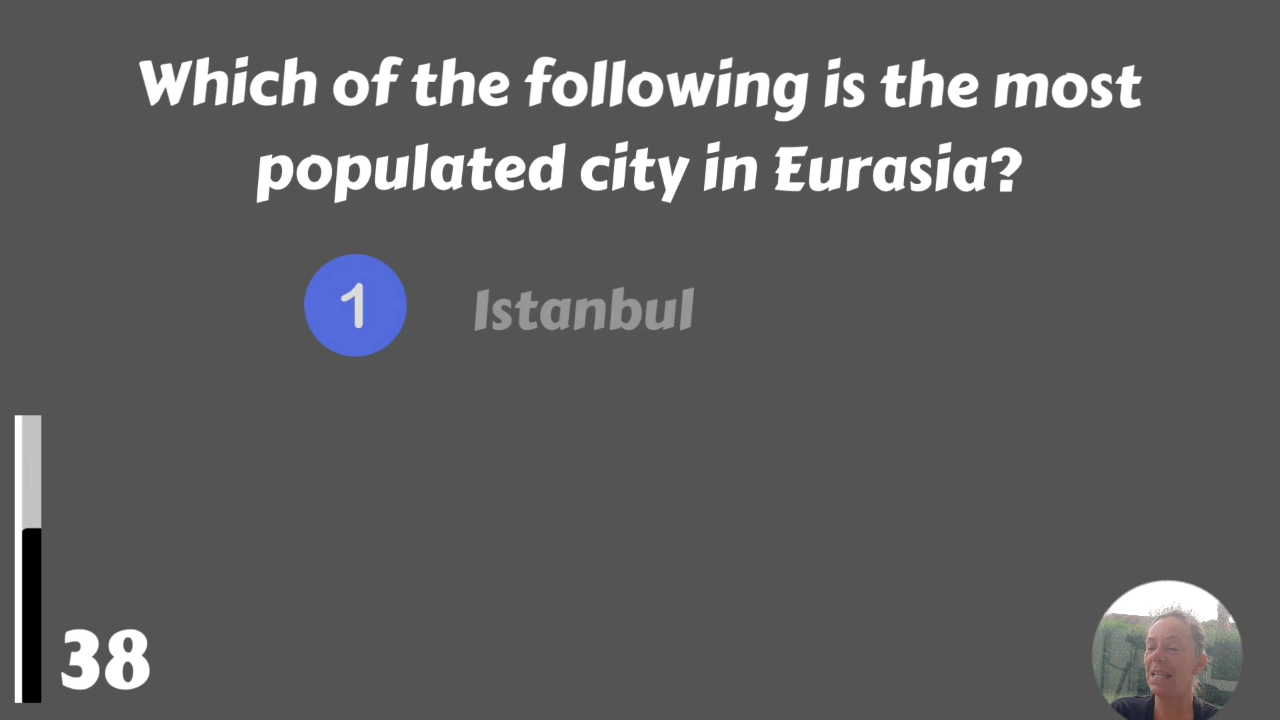 Which of the following is the most
populated city in Eurasia?
1 Istanbul
38